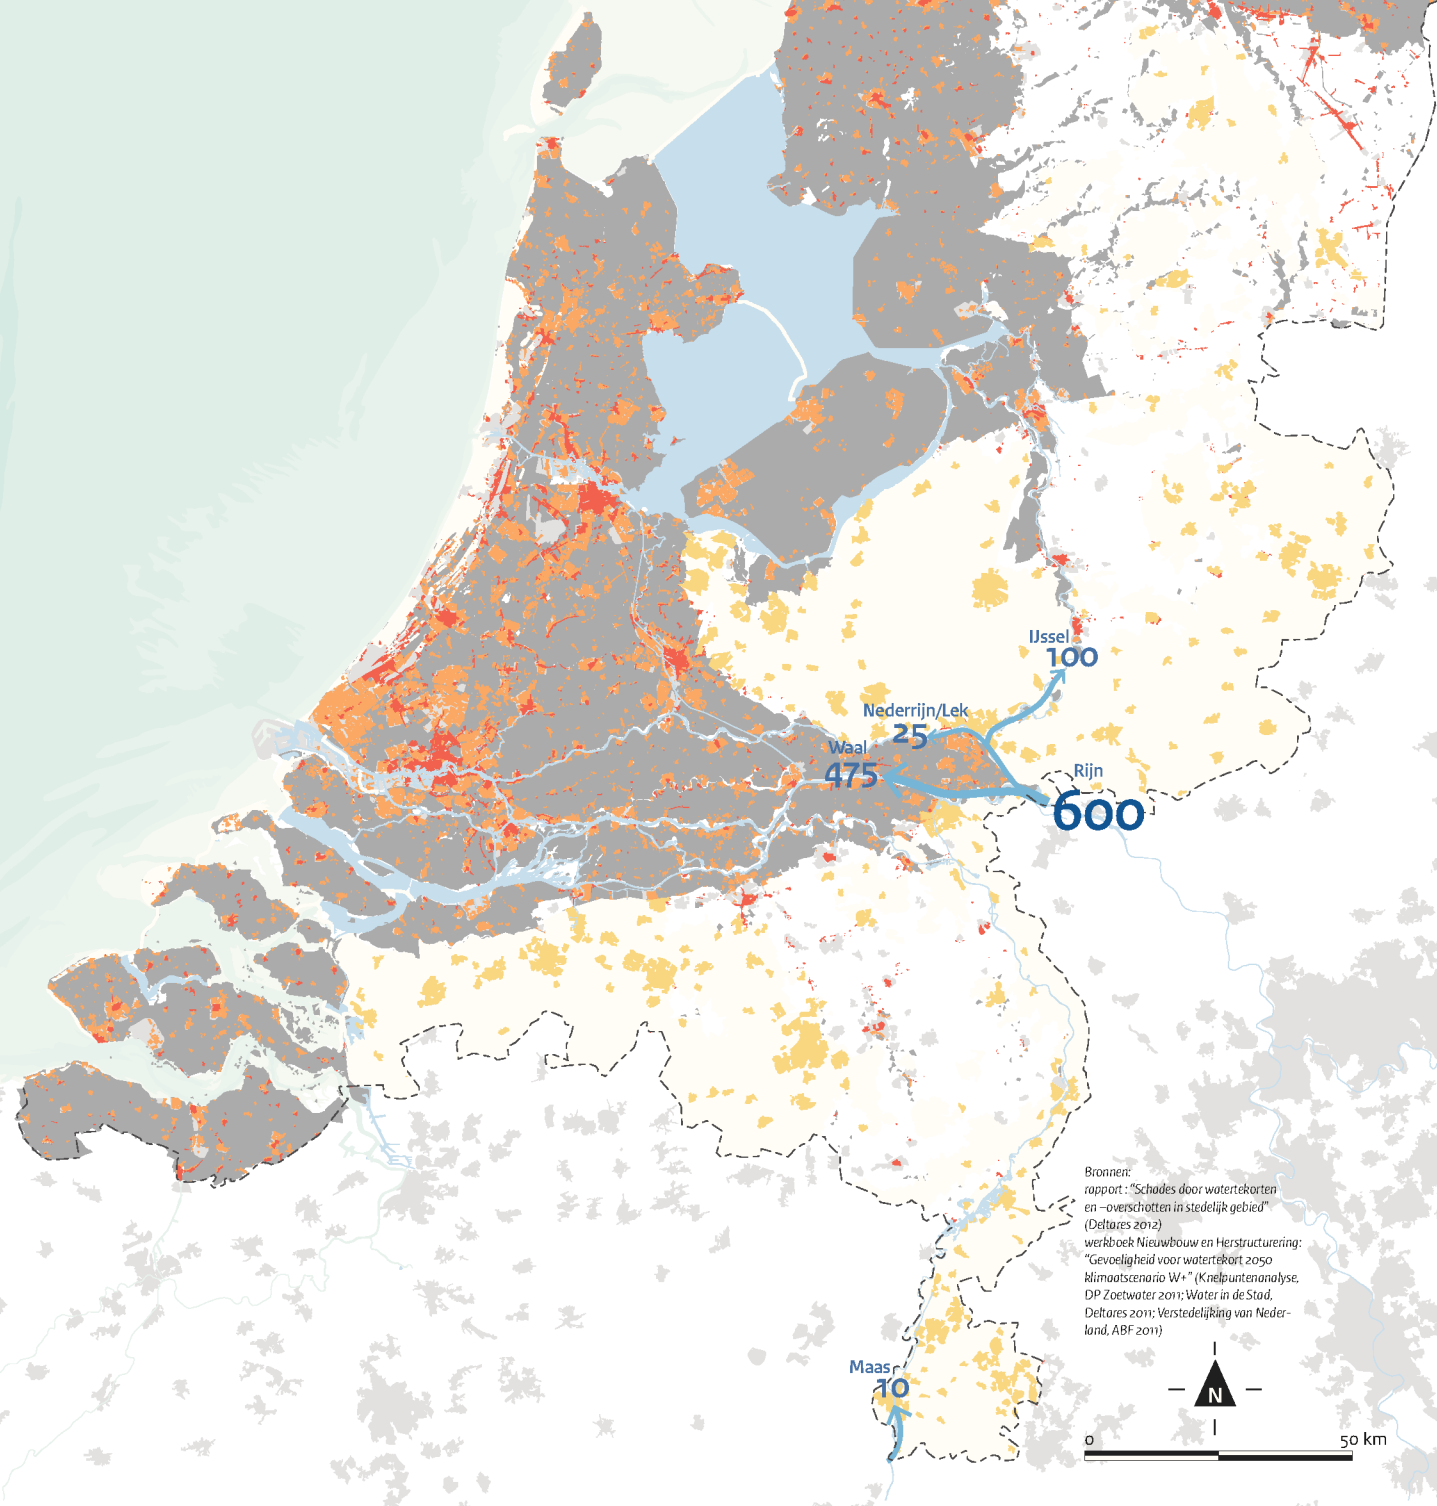 IJssel
100
Nederrijn/Lek
25
Waal
475
Rijn
600
Bronnen:
rapport : “Schades door watertekorten
en –overschotten in stedelijk gebied”
(Deltares 2012)
werkboek Nieuwbouw en Herstructurering:
“Gevoeligheid voor watertekort 2050
klimaatscenario W+” (Knelpuntenanalyse,
DP Zoetwater 2011; Water in de Stad,
Deltares 2011; Verstedelijking van Neder-
land, ABF 2011)
Maas
10
N
0 50 km